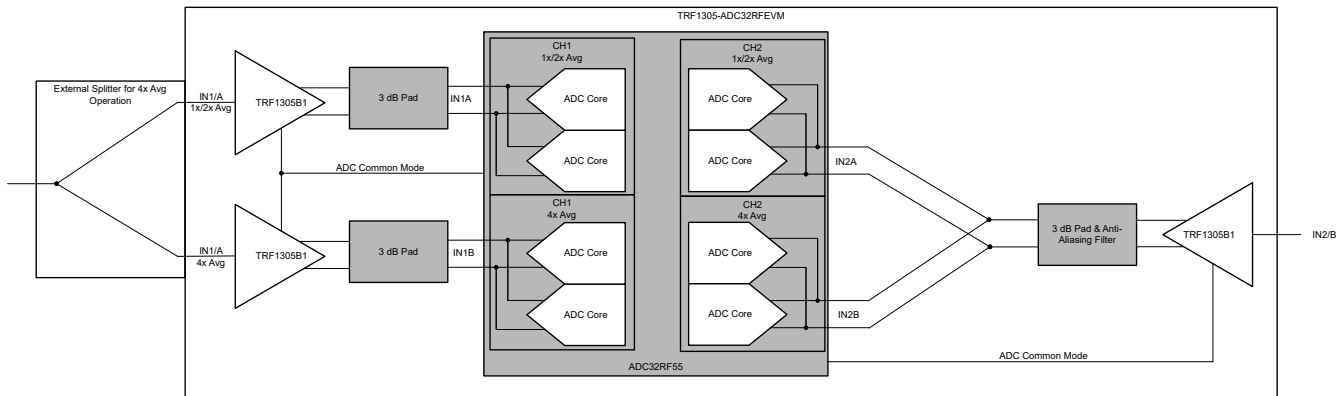 TRF1305-ADC32RFEVM
External Splitter for 4x Avg
Operation
IN1/A
1x/2x Avg
TRF1305B1
3 dB Pad
IN1A
CH1
1x/2x Avg
ADC Core
ADC Core
ADC Common Mode
IN1/A
4x Avg
TRF1305B1
3 dB Pad
IN1B
CH1
4x Avg
ADC Core
ADC Core
CH2
1x/2x Avg
ADC Core
ADC Core
IN2A
CH2
4x Avg
ADC Core
ADC Core
IN2B
3 dB Pad & Anti-
Aliasing Filter
TRF1305B1
IN2/B
ADC Common Mode
ADC32RF55